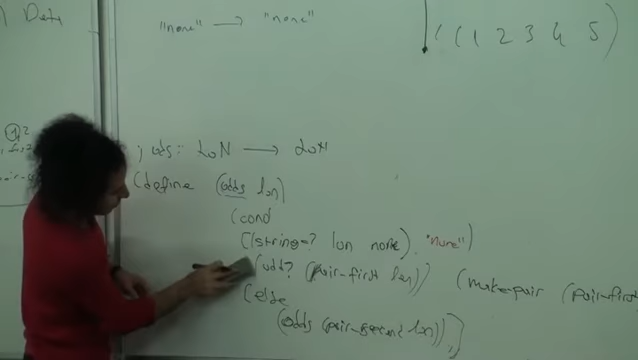 Data
"none" → "none"
'(1 2 3 4 5)
; odds: LoN → LoN
(define (odds lon)
(cond
((string=? lon none) "none")
(odd? (pair-first lon)) (make-pair (pair-first
(else
(odds (pair-second lon))]